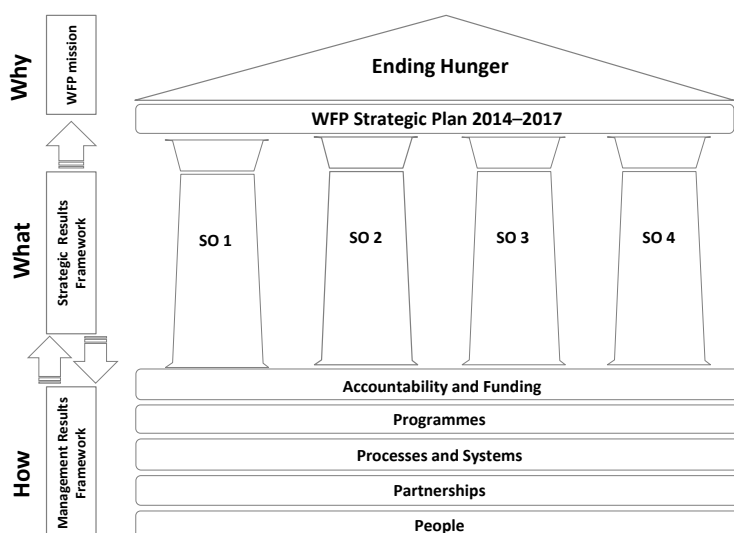 Why
WFP mission
Ending Hunger
WFP Strategic Plan 2014–2017
What
Strategic Results
Framework
SO 1
SO 2
SO 3
SO 4
How
Management Results
Framework
Accountability and Funding
Programmes
Processes and Systems
Partnerships
People